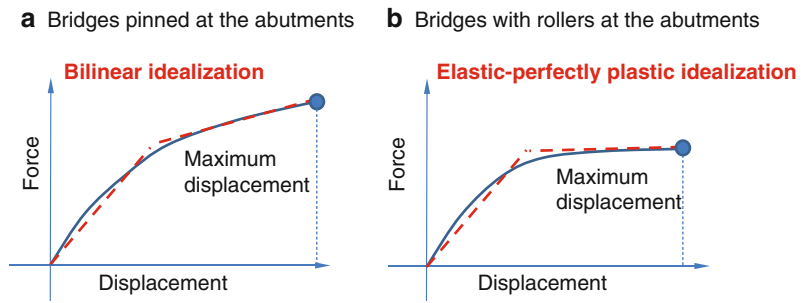 a Bridges pinned at the abutments
Bilinear idealization
Force
Maximum
displacement
Displacement
b Bridges with rollers at the abutments
Elastic-perfectly plastic idealization
Force
Maximum
displacement
Displacement